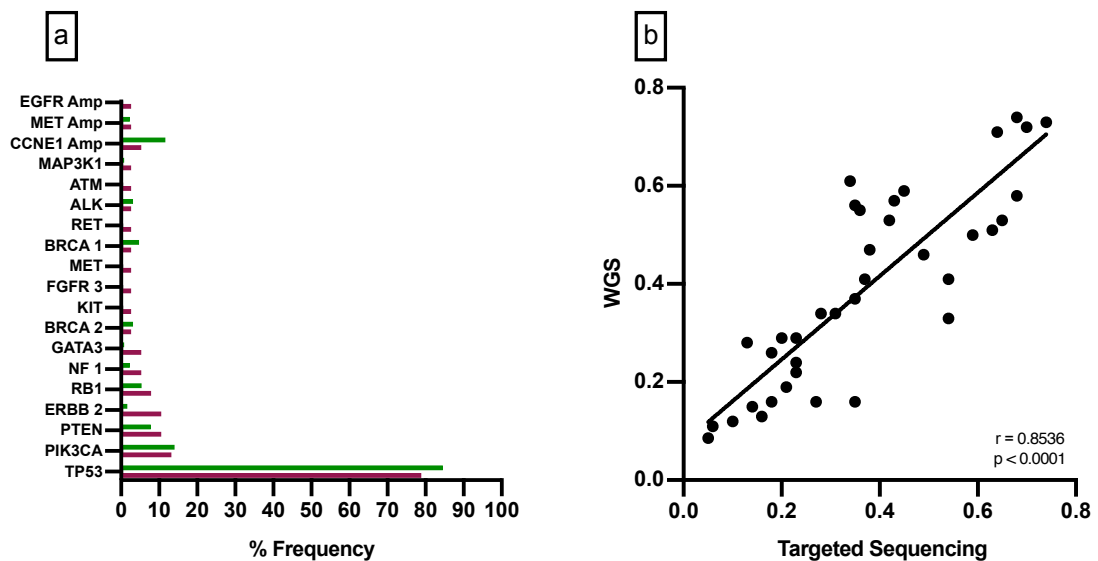 a
EGFR Amp
MET Amp
CCNE1 Amp
MAP3K1
ATM
ALK
RET
BRCA 1
MET
FGFR 3
KIT
BRCA 2
GATA3
NF 1
RB1
ERBB 2
PTEN
PIK3CA
TP53
0 10 20 30 40 50 60 70 80 90 100
% Frequency
b
0.8
0.6
0.4
0.2
0.0
WGS
r = 0.8536
p < 0.0001
0.0 0.2 0.4 0.6 0.8
Targeted Sequencing